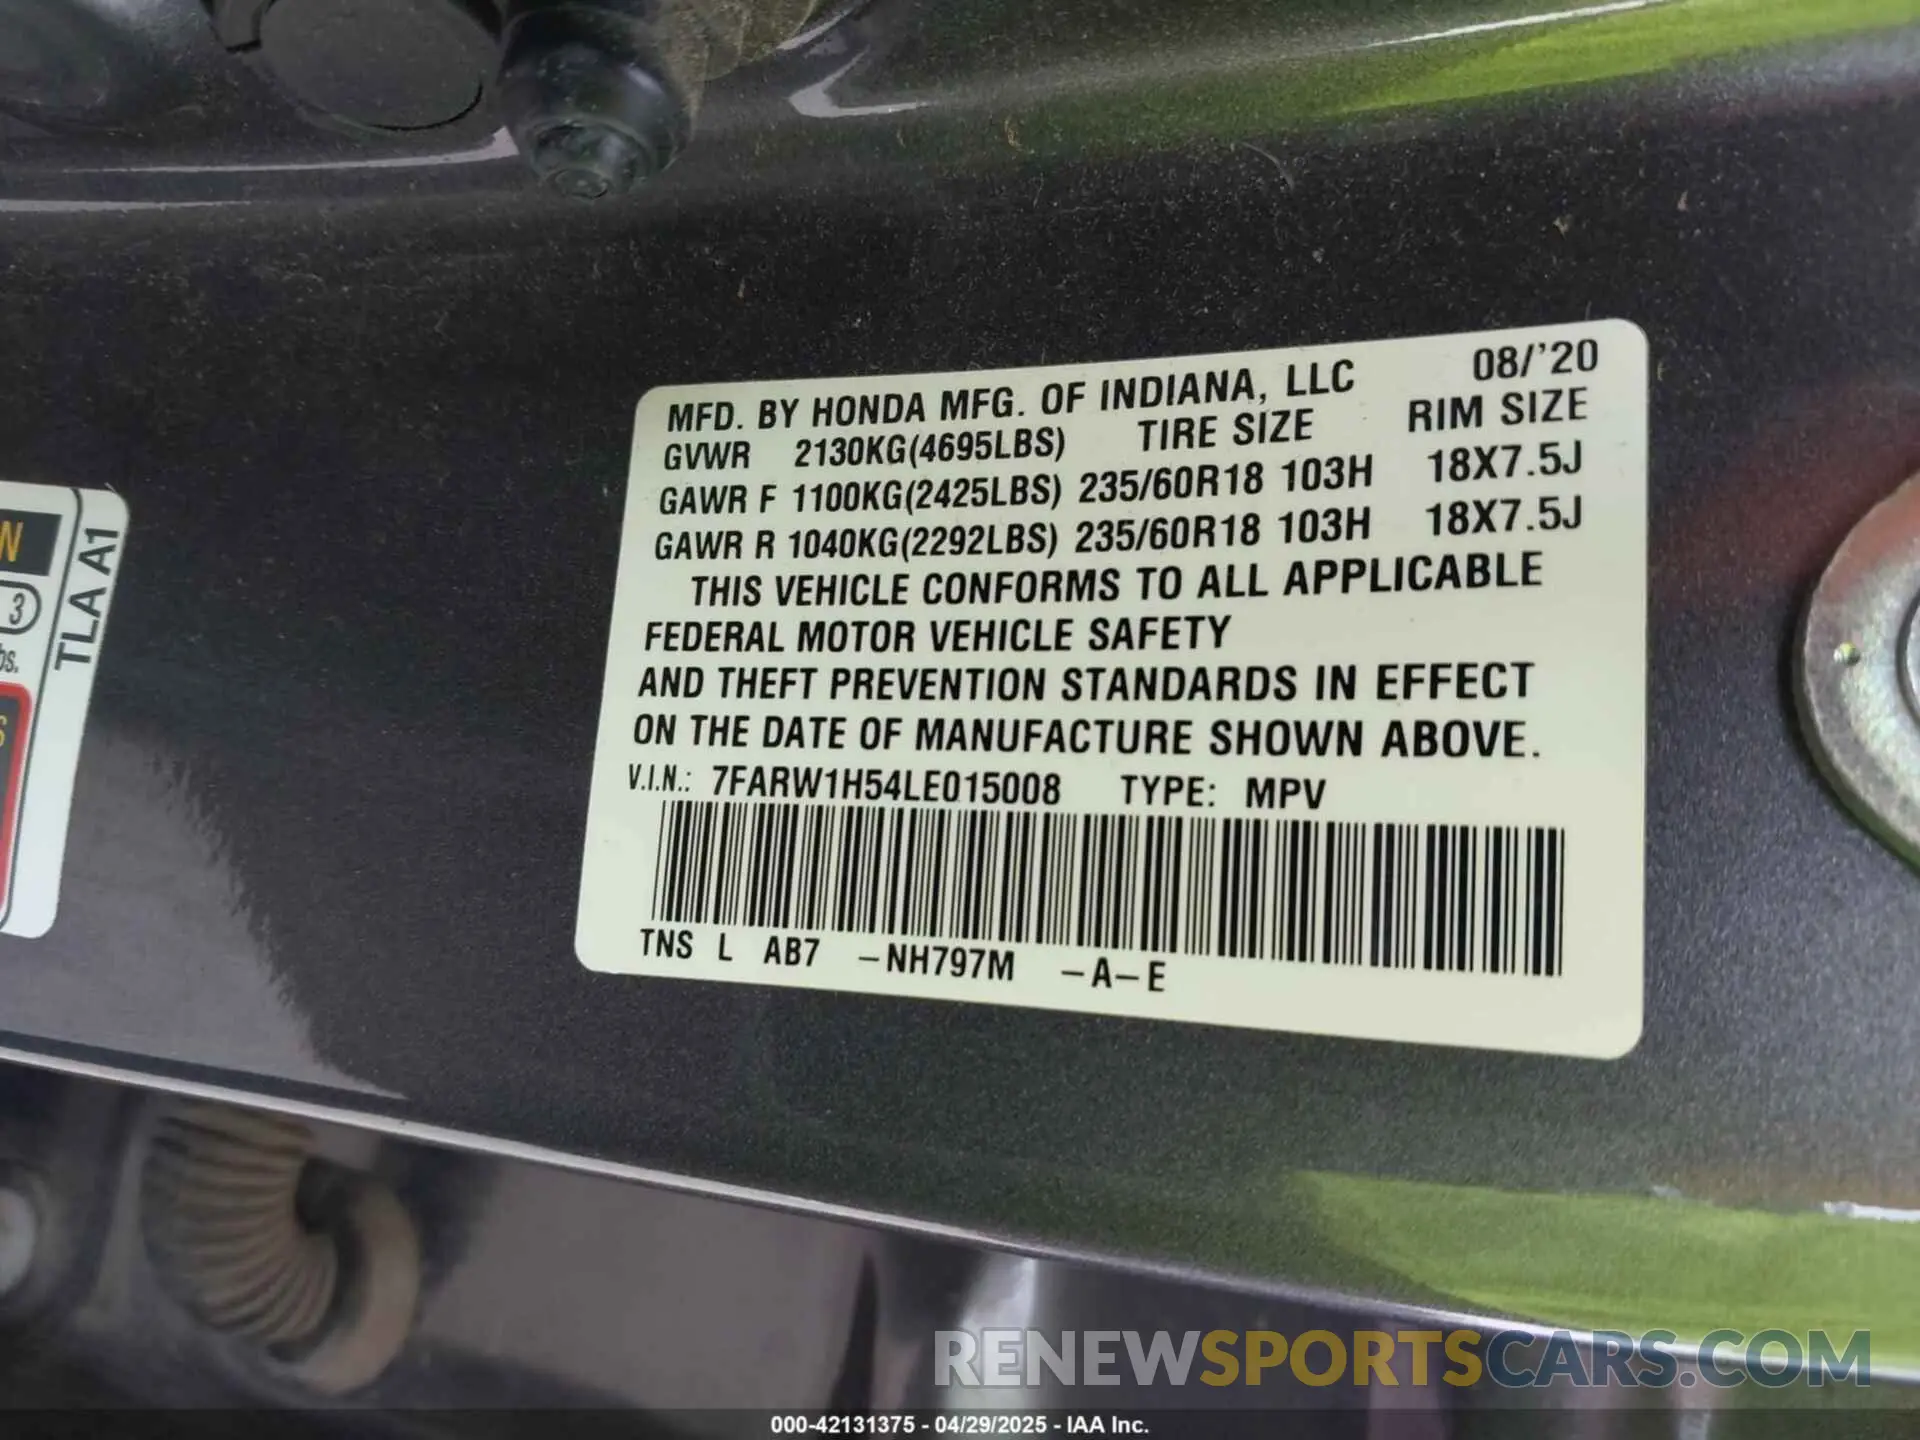 MFD. BY HONDA MFG. OF INDIANA, LLC 08/'20
GVWR 2130KG(4695LBS) TIRE SIZE RIM SIZE
GAWR F 1100KG(2425LBS) 235/60R18 103H 18X7.5J
GAWR R 1040KG(2292LBS) 235/60R18 103H 18X7.5J
THIS VEHICLE CONFORMS TO ALL APPLICABLE
FEDERAL MOTOR VEHICLE SAFETY
AND THEFT PREVENTION STANDARDS IN EFFECT
ON THE DATE OF MANUFACTURE SHOWN ABOVE.
V.I.N.: 7FARW1H54LE015008 TYPE: MPV
TNS L AB7 -NH797M -A-E
N
3
bs.
S
TLA A1
RENEWSPORTSCARS.COM
000-42131375 - 04/29/2025 - IAA Inc.